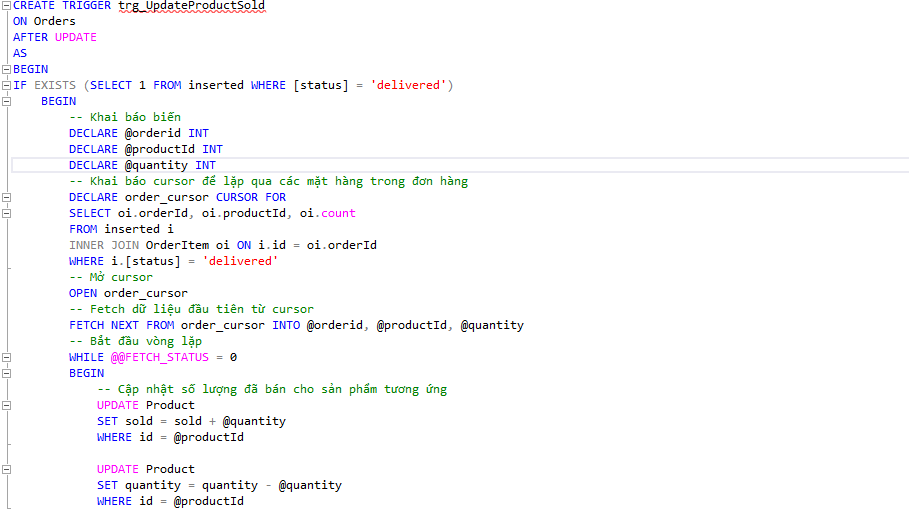 CREATE TRIGGER trg_UpdateProductSold
ON Orders
AFTER UPDATE
AS
BEGIN
IF EXISTS (SELECT 1 FROM inserted WHERE [status] = 'delivered')
BEGIN
-- Khai báo biến
DECLARE @orderid INT
DECLARE @productId INT
DECLARE @quantity INT
-- Khai báo cursor để lặp qua các mặt hàng trong đơn hàng
DECLARE order_cursor CURSOR FOR
SELECT oi.orderId, oi.productId, oi.count
FROM inserted i
INNER JOIN OrderItem oi ON i.id = oi.orderId
WHERE i.[status] = 'delivered'
-- Mở cursor
OPEN order_cursor
-- Fetch dữ liệu đầu tiên từ cursor
FETCH NEXT FROM order_cursor INTO @orderid, @productId, @quantity
-- Bắt đầu vòng lặp
WHILE @@FETCH_STATUS = 0
BEGIN
-- Cập nhật số lượng đã bán cho sản phẩm tương ứng
UPDATE Product
SET sold = sold + @quantity
WHERE id = @productId
UPDATE Product
SET quantity = quantity - @quantity
WHERE id = @productId